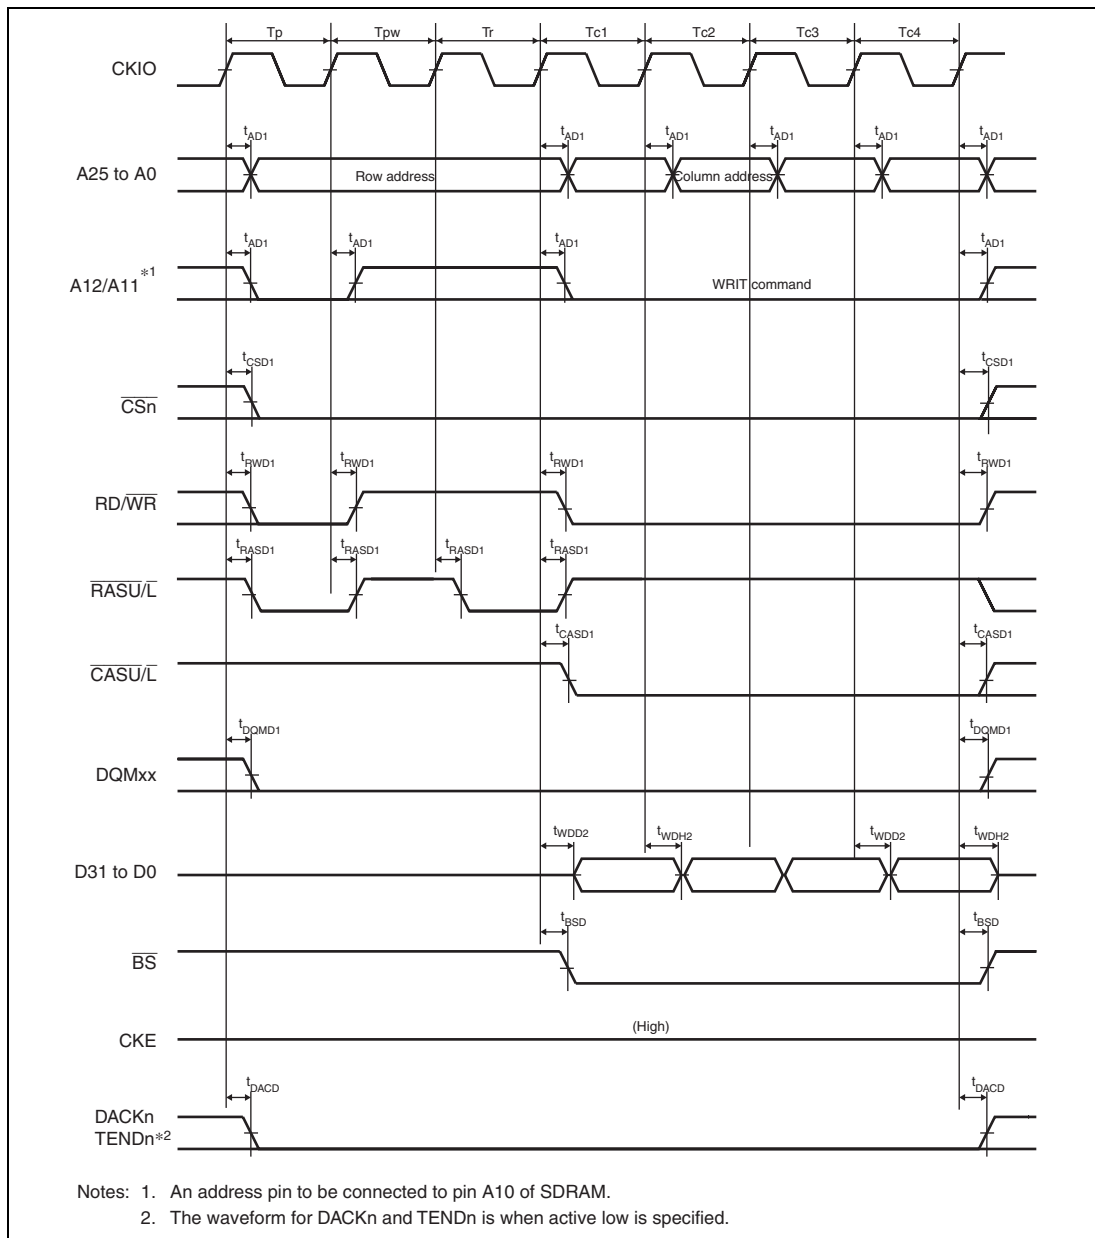 Tp Tpw Tr Tc1 Tc2 Tc3 Tc4
CKIO
tAD1 tAD1 tAD1 tAD1 tAD1 tAD1
A25 to A0 Row address Column address
tAD1 tAD1 tAD1 tAD1
A12/A11*1 WRIT command
tCSD1 tCSD1
CSn
tRWD1 tRWD1 tRWD1 tRWD1
RD/WR
tRASD1 tRASD1 tRASD1 tRASD1
RASU/L
tCASD1 tCASD1
CASU/L
tDQMD1 tDQMD1
DQMxx
tWDD2 tWDH2 tWDD2 tWDH2
D31 to D0
tBSD tBSD
BS
(High)
CKE
tDACD tDACD
DACKn
TENDn*2
Notes: 1. An address pin to be connected to pin A10 of SDRAM.
2. The waveform for DACKn and TENDn is when active low is specified.